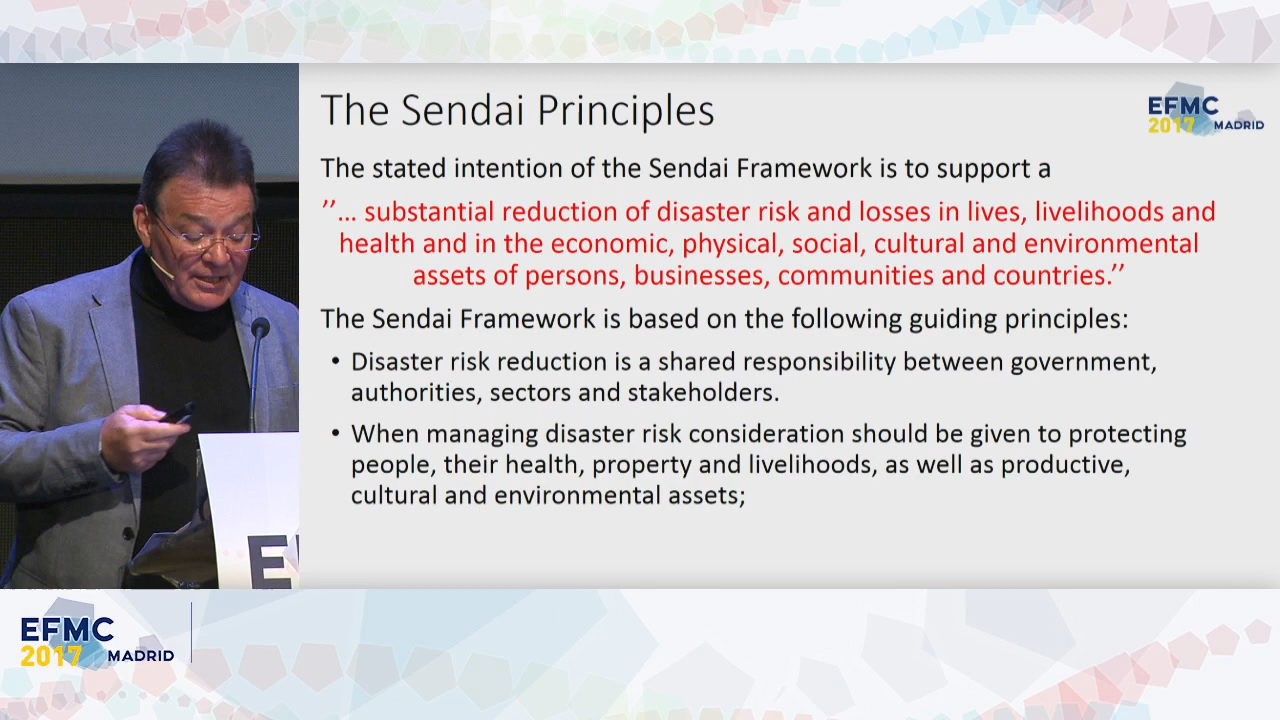 The Sendai Principles
EFMC
2017 MADRID
The stated intention of the Sendai Framework is to support a
’’... substantial reduction of disaster risk and losses in lives, livelihoods and
health and in the economic, physical, social, cultural and environmental
assets of persons, businesses, communities and countries.’’
The Sendai Framework is based on the following guiding principles:
• Disaster risk reduction is a shared responsibility between government,
authorities, sectors and stakeholders.
• When managing disaster risk consideration should be given to protecting
people, their health, property and livelihoods, as well as productive,
cultural and environmental assets;
E
EFMC
2017 MADRID